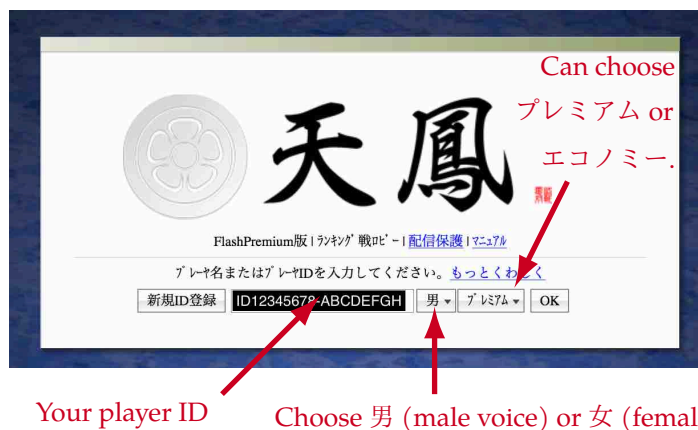 Can choose
プレミアム or
エコノミー.
天鳳
FlashPremium版 | ﾗﾝｷﾝｸﾞ戦ﾛﾋﾞｰ | 配信保護 | ﾏﾆｭｱﾙ
ﾌﾟﾚｰﾔ名またはﾌﾟﾚｰﾔIDを入力してください。もっとくわしく
新規ID登録 ID12345678-ABCDEFGH 男 ﾌﾟﾚﾐｱﾑ OK
Your player ID
Choose 男 (male voice) or 女 (femal